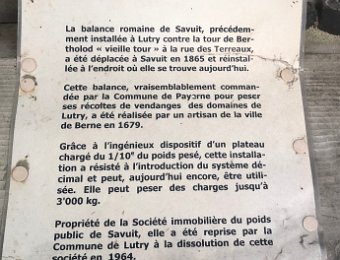 La balance romaine de Savuit, précédem-
ment installée à Lutry contre la tour de Ber-
tholod « vieille tour » à la rue des Terreaux,
a été déplacée à Savuit en 1865 et réinstal-
lée à l'endroit où elle se trouve aujourd'hui.
Cette balance, vraisemblablement comman-
dée par la Commune de Payerne pour peser
ses récoltes de vendanges des domaines de
Lutry, a été réalisée par un artisan de la ville
de Berne en 1679.
Grâce à l'ingénieux dispositif d'un plateau
chargé du 1/10° du poids pesé, cette installa-
tion a résisté à l'introduction du système dé-
cimal et peut, aujourd'hui encore, être utili-
sée. Elle peut peser des charges jusqu'à
3'000 kg.
Propriété de la Société immobilière du poids
public de Savuit, elle a été reprise par la
Commune de Lutry à la dissolution de cette
société en 1964.